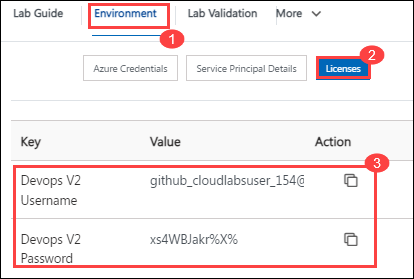 Lab Guide Environment Lab Validation More
1
2
Azure Credentials Service Principal Details Licenses
Key Value Action
3
Devops V2 github_cloudlabsuser_154@
Username
Devops V2 xs4WBJakr%X%
Password